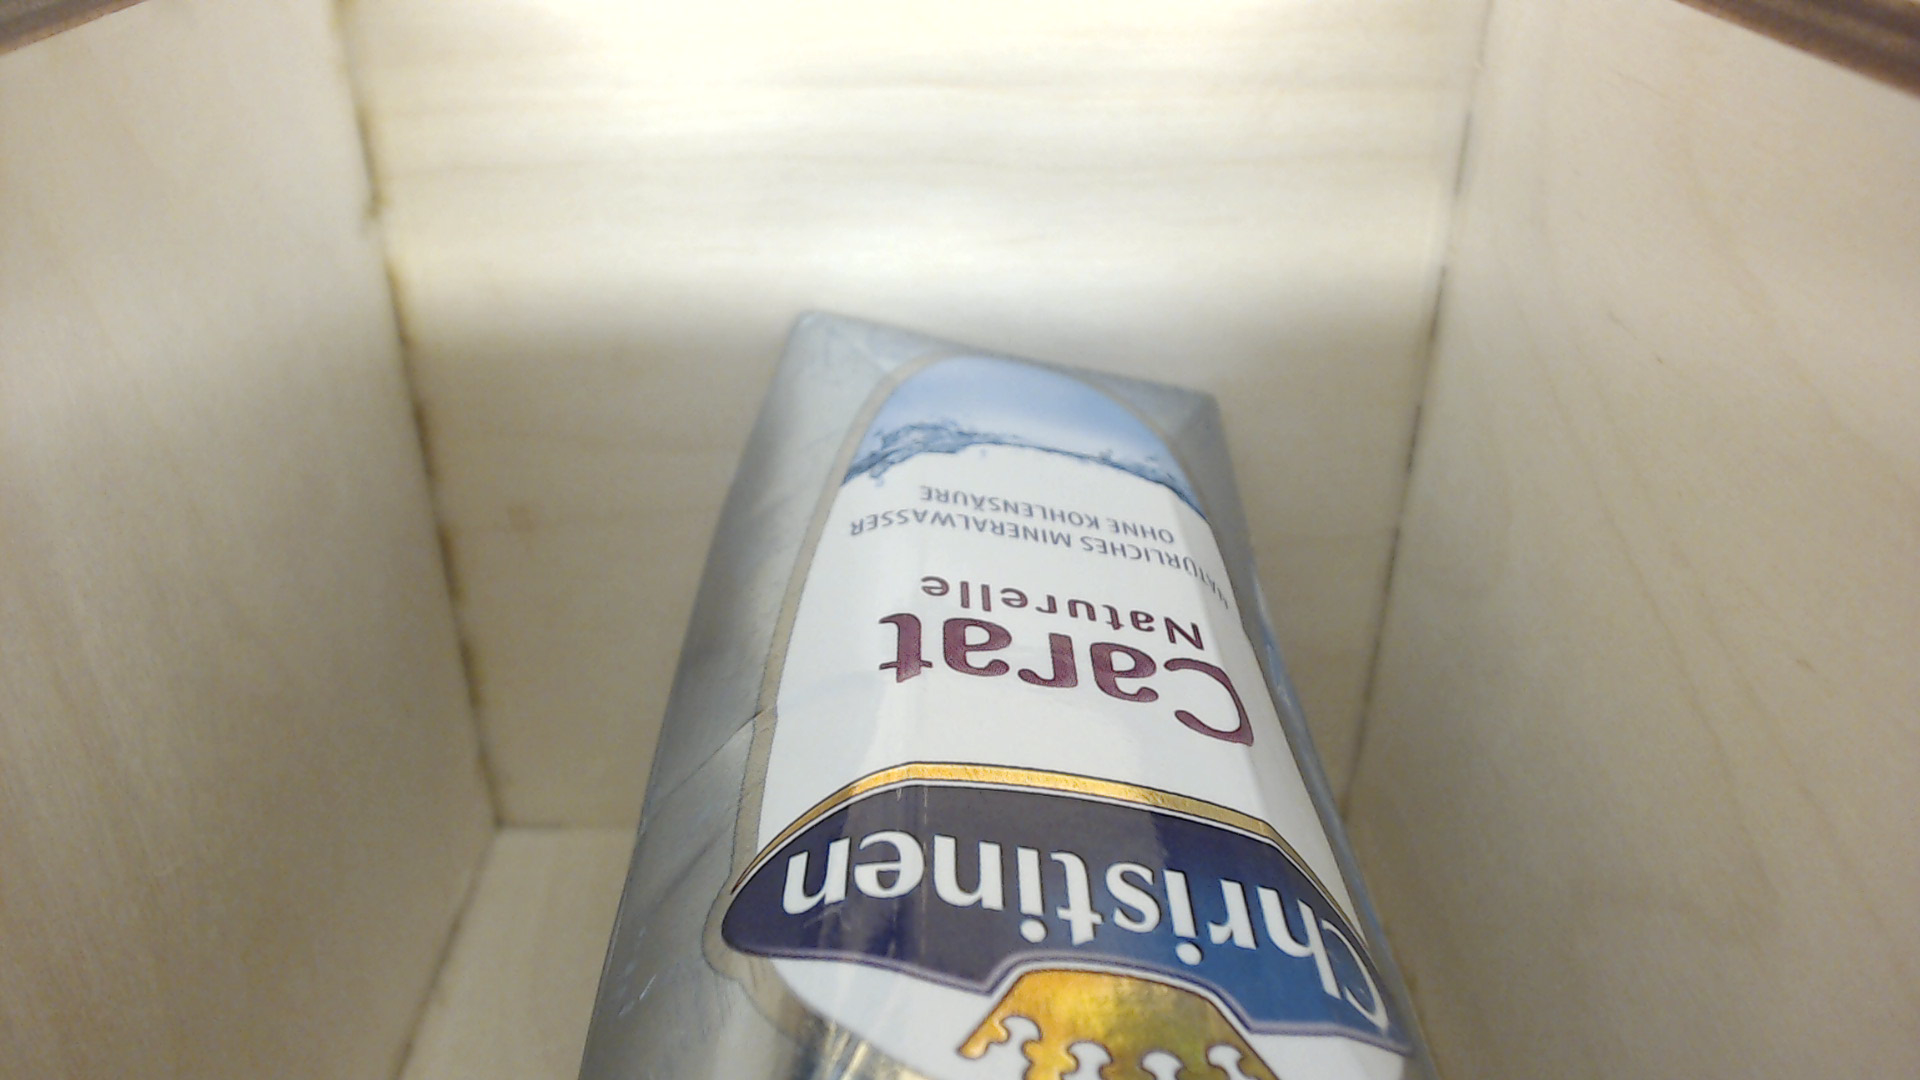 Christinen
Carat
Naturelle
NATÜRLICHES MINERALWASSER
OHNE KOHLENSÄURE